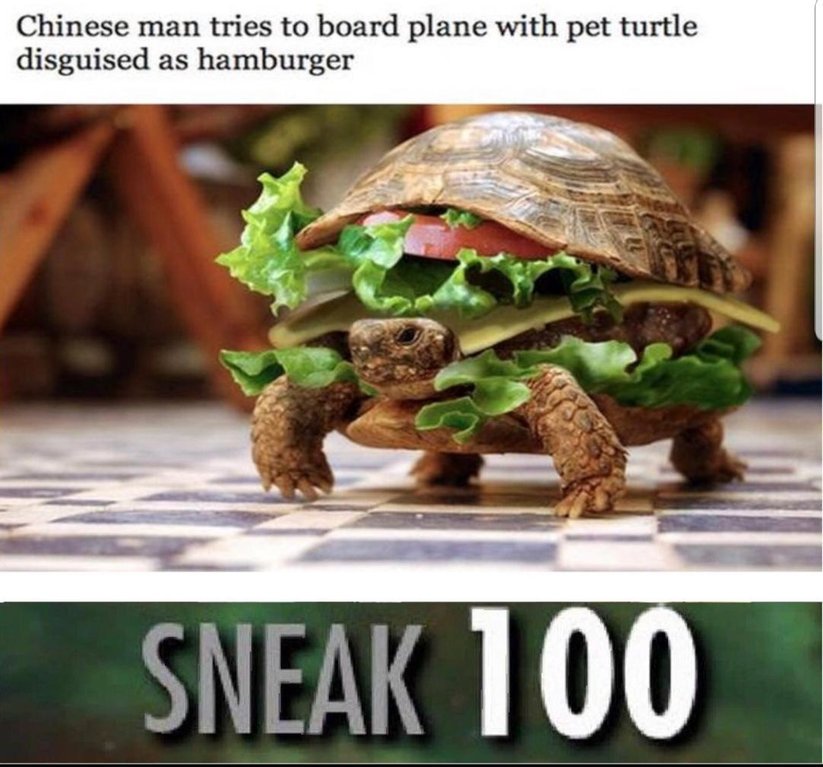 Chinese man tries to board plane with pet turtle
disguised as hamburger
SNEAK 100